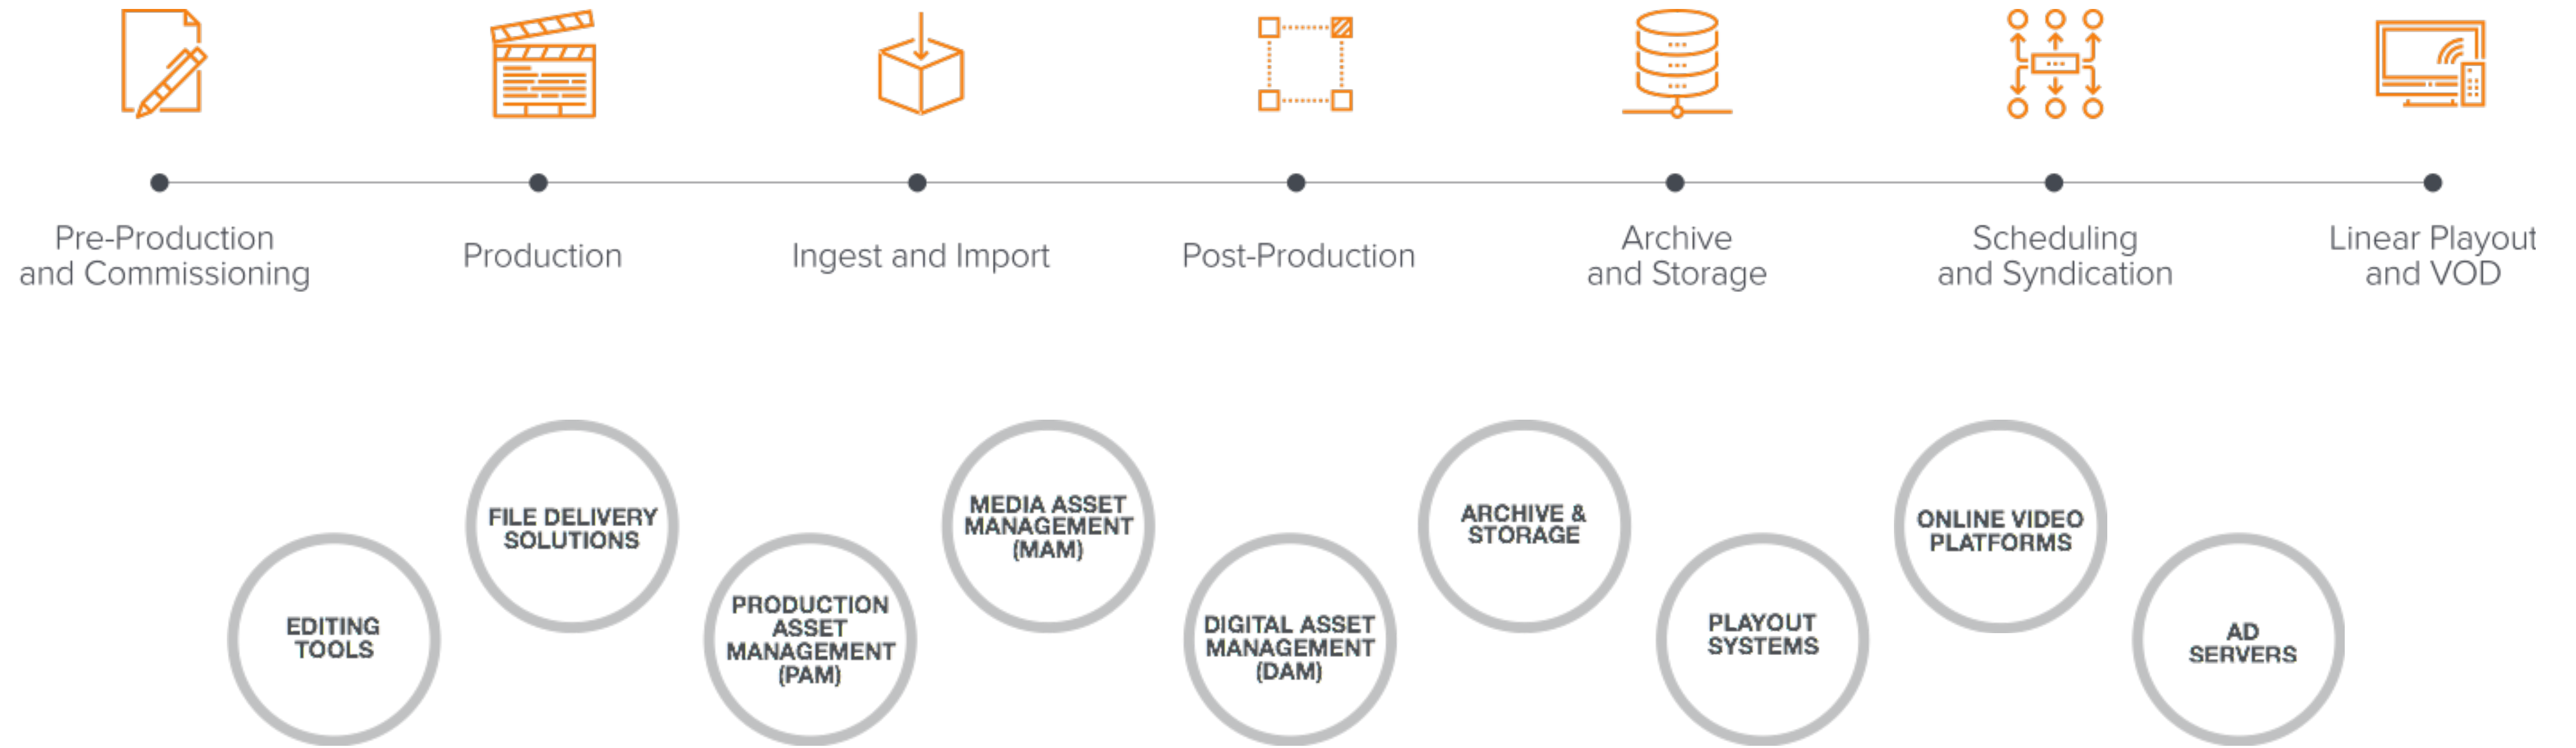 Pre-Production
and Commissioning
Production
Ingest and Import
Post-Production
Archive
and Storage
Scheduling
and Syndication
Linear Playout
and VOD
EDITING
TOOLS
FILE DELIVERY
SOLUTIONS
PRODUCTION
ASSET
MANAGEMENT
(PAM)
MEDIA ASSET
MANAGEMENT
(MAM)
DIGITAL ASSET
MANAGEMENT
(DAM)
ARCHIVE &
STORAGE
PLAYOUT
SYSTEMS
ONLINE VIDEO
PLATFORMS
AD
SERVERS